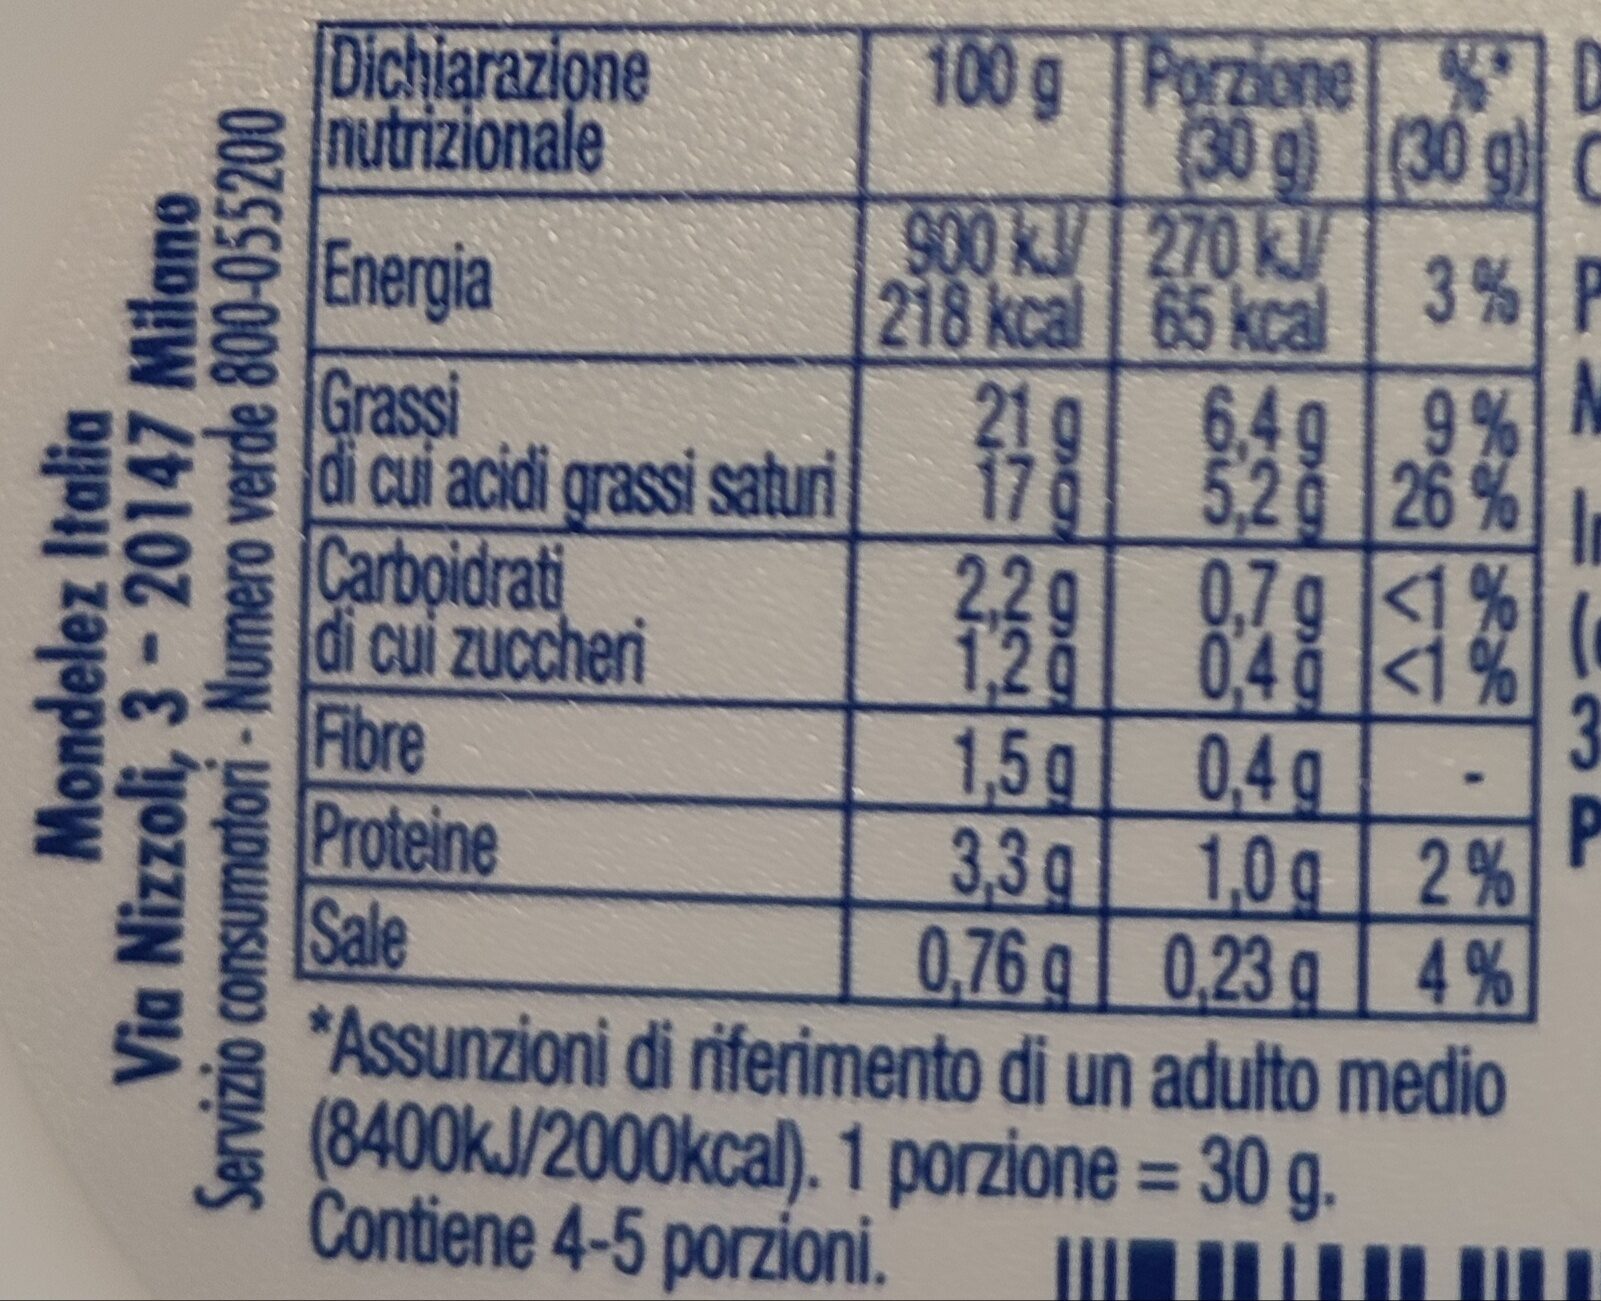 Mondelez Italia
Via Nizzoli, 3 - 20147 Milano
Servizio consumatori - Numero verde 800-055200
Dichiarazione nutrizionale 100 g Porzione (30 g) %* (30 g)
Energia 900 kJ/ 218 kcal 270 kJ/ 65 kcal 3 %
Grassi 21 g 6,4 g 9 %
di cui acidi grassi saturi 17 g 5,2 g 26 %
Carboidrati 2,2 g 0,7 g <1 %
di cui zuccheri 1,2 g 0,4 g <1 %
Fibre 1,5 g 0,4 g -
Proteine 3,3 g 1,0 g 2 %
Sale 0,76 g 0,23 g 4 %
*Assunzioni di riferimento di un adulto medio
(8400kJ/2000kcal). 1 porzione = 30 g.
Contiene 4-5 porzioni.